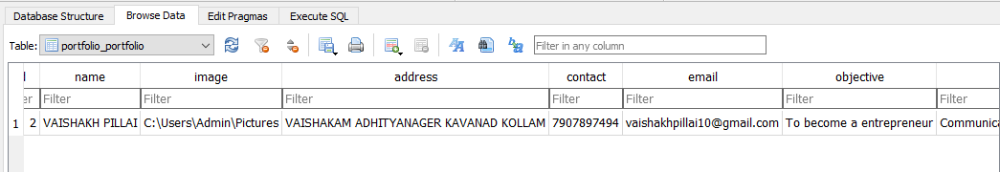 Database Structure Browse Data Edit Pragmas Execute SQL
Table: portfolio_portfolio Filter in any column
name image address contact email objective
Filter Filter Filter Filter Filter Filter Filter
1 2 VAISHAKH PILLAI C:\Users\Admin\Pictures VAISHAKAM ADHITYANAGER KAVANAD KOLLAM 7907897494 vaishakhpillai10@gmail.com To become a entrepreneur Communica